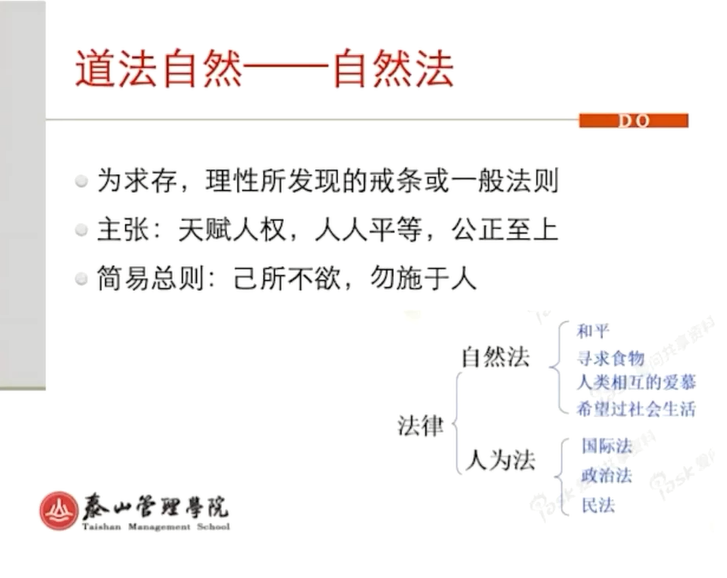 道法自然——自然法
DO
为求存，理性所发现的戒条或一般法则
主张：天赋人权，人人平等，公正至上
简易总则：己所不欲，勿施于人
法律
自然法
和平
寻求食物
人类相互的爱慕
希望过社会生活
人为法
国际法
政治法
民法
泰山管理學院
Taishan Management School